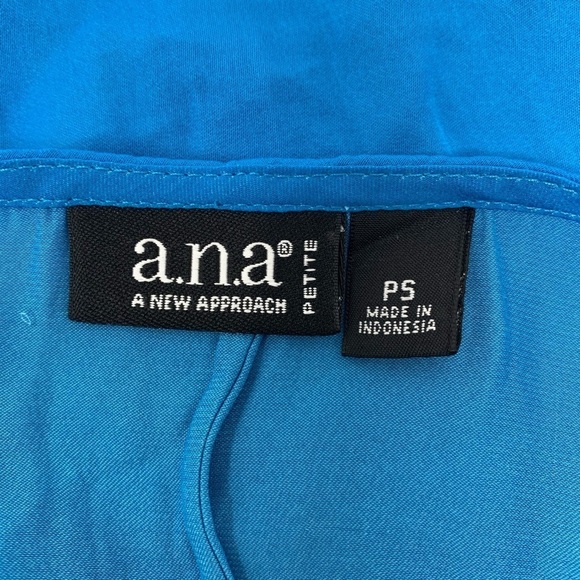 a.n.a®
A NEW APPROACH
PETITE
PS
MADE IN
INDONESIA